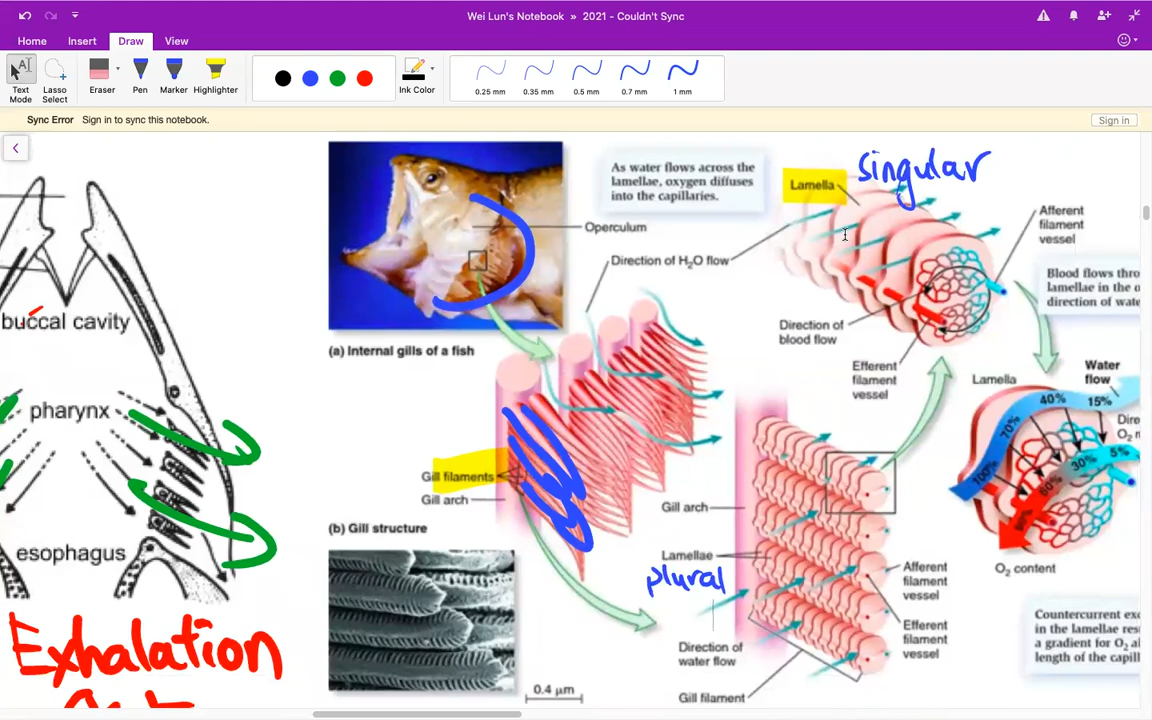 Wei Lun's Notebook » 2021 - Couldn't Sync
Home Insert Draw View
Text Mode
Lasso Select
Eraser
Pen
Marker
Highlighter
Ink Color
0.25 mm
0.35 mm
0.5 mm
0.7 mm
1 mm
Sync Error Sign in to sync this notebook.
Sign in
buccal cavity
pharynx
esophagus
Exhalation
As water flows across the
lamellae, oxygen diffuses
into the capillaries.
Operculum
Direction of H₂O flow
(a) Internal gills of a fish
Gill filaments
Gill arch
(b) Gill structure
0.4 μm
Lamella
singular
Afferent
filament
vessel
Direction of
blood flow
Efferent
filament
vessel
Blood flows thro
lamellae in the o
direction of wate
Gill arch
Lamellae
plural
Direction of
water flow
Gill filament
Afferent
filament
vessel
Efferent
filament
vessel
Lamella
Water
flow
100%
70%
40%
15%
5%
30%
60%
Dire
O₂ content
Countercurrent exc
in the lamellae res
a gradient for O₂ al
length of the capill